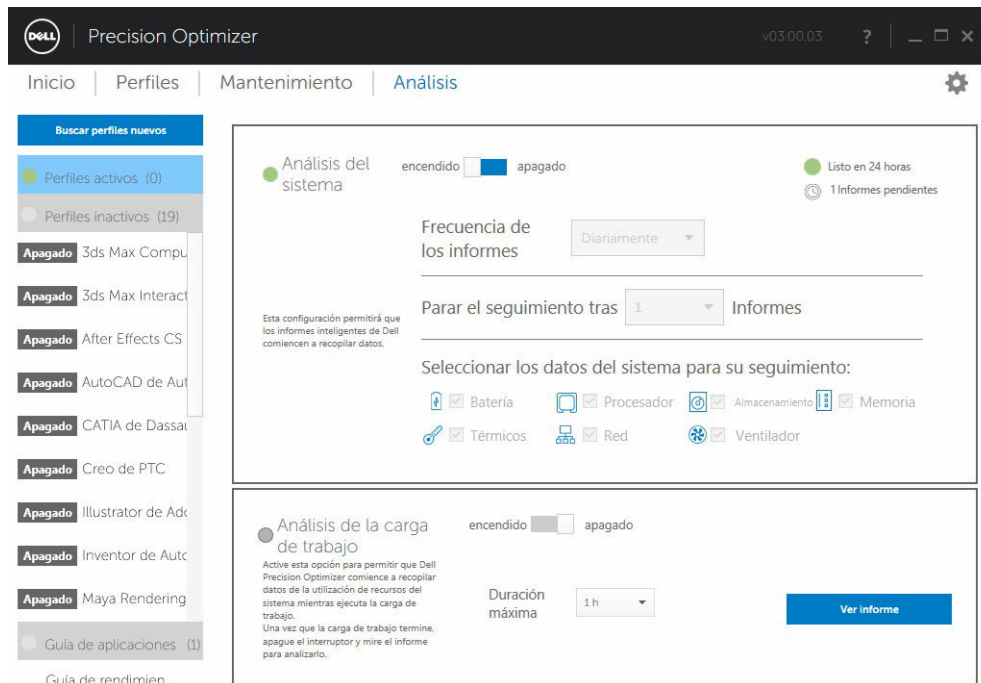 DELL
Precision Optimizer
v03.00.03
?
Inicio
Perfiles
Mantenimiento
Análisis
Buscar perfiles nuevos
Perfiles activos (0)
Perfiles inactivos (19)
Apagado 3ds Max Compu
Apagado 3ds Max Interact
Apagado After Effects CS
Apagado AutoCAD de Aut
Apagado CATIA de Dassau
Apagado Creo de PTC
Apagado Illustrator de Ado
Apagado Inventor de Auto
Apagado Maya Rendering
Guía de aplicaciones (1)
Guía de rendimien
Análisis del
sistema
encendido
apagado
Listo en 24 horas
1 Informes pendientes
Frecuencia de
los informes
Diariamente
Esta configuración permitirá que
los informes inteligentes de Dell
comiencen a recopilar datos.
Parar el seguimiento tras 1 Informes
Seleccionar los datos del sistema para su seguimiento:
Batería
Procesador
Almacenamiento
Memoria
Térmicos
Red
Ventilador
Análisis de la carga
de trabajo
encendido
apagado
Active esta opción para permitir que Dell
Precision Optimizer comience a recopilar
datos de la utilización de recursos del
sistema mientras ejecuta la carga de
trabajo.
Una vez que la carga de trabajo termine,
apague el interruptor y mire el informe
para analizarlo.
Duración
máxima
1 h
Ver informe